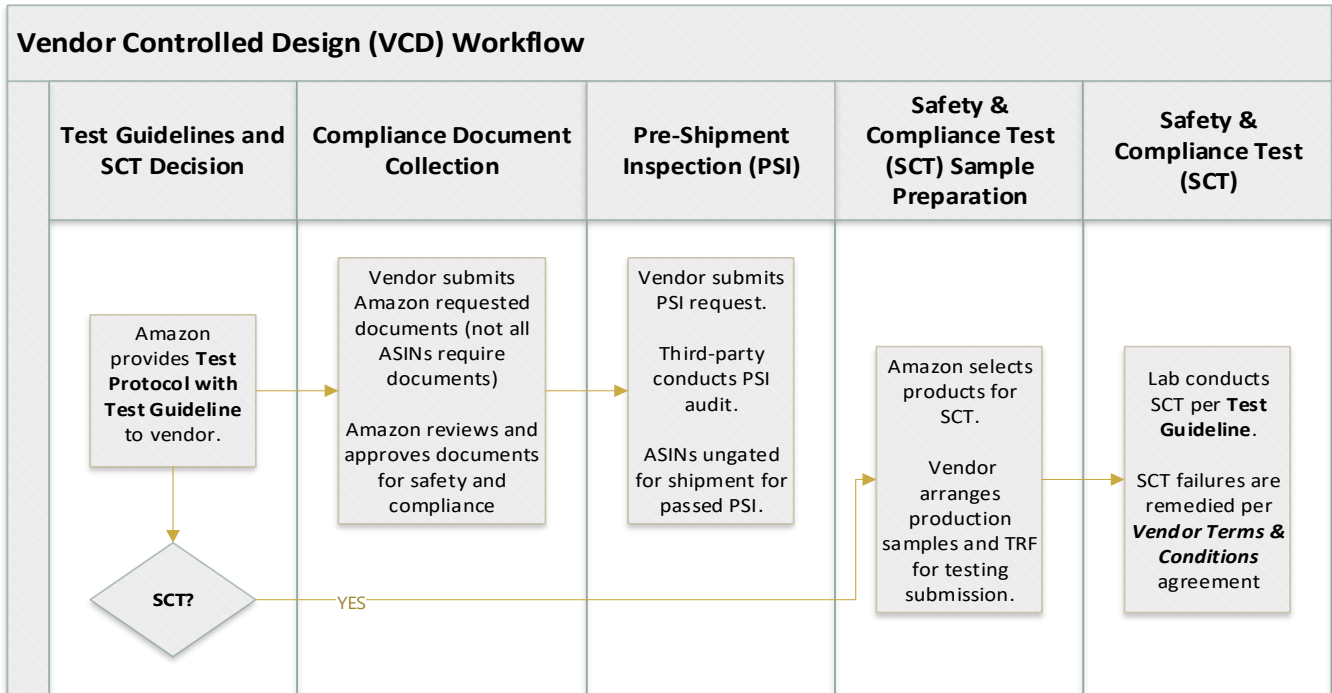 Vendor Controlled Design (VCD) Workflow
Test Guidelines and
SCT Decision
Compliance Document
Collection
Pre-Shipment
Inspection (PSI)
Safety &
Compliance Test
(SCT) Sample
Preparation
Safety &
Compliance Test
(SCT)
Amazon
provides Test
Protocol with
Test Guideline
to vendor.
SCT?
YES
Vendor submits
Amazon requested
documents (not all
ASINs require
documents)
Amazon reviews and
approves documents
for safety and
compliance
Vendor submits
PSI request.
Third-party
conducts PSI
audit.
ASINs ungated
for shipment for
passed PSI.
Amazon selects
products for
SCT.
Vendor
arranges
production
samples and TRF
for testing
submission.
Lab conducts
SCT per Test
Guideline.
SCT failures are
remedied per
Vendor Terms &
Conditions
agreement